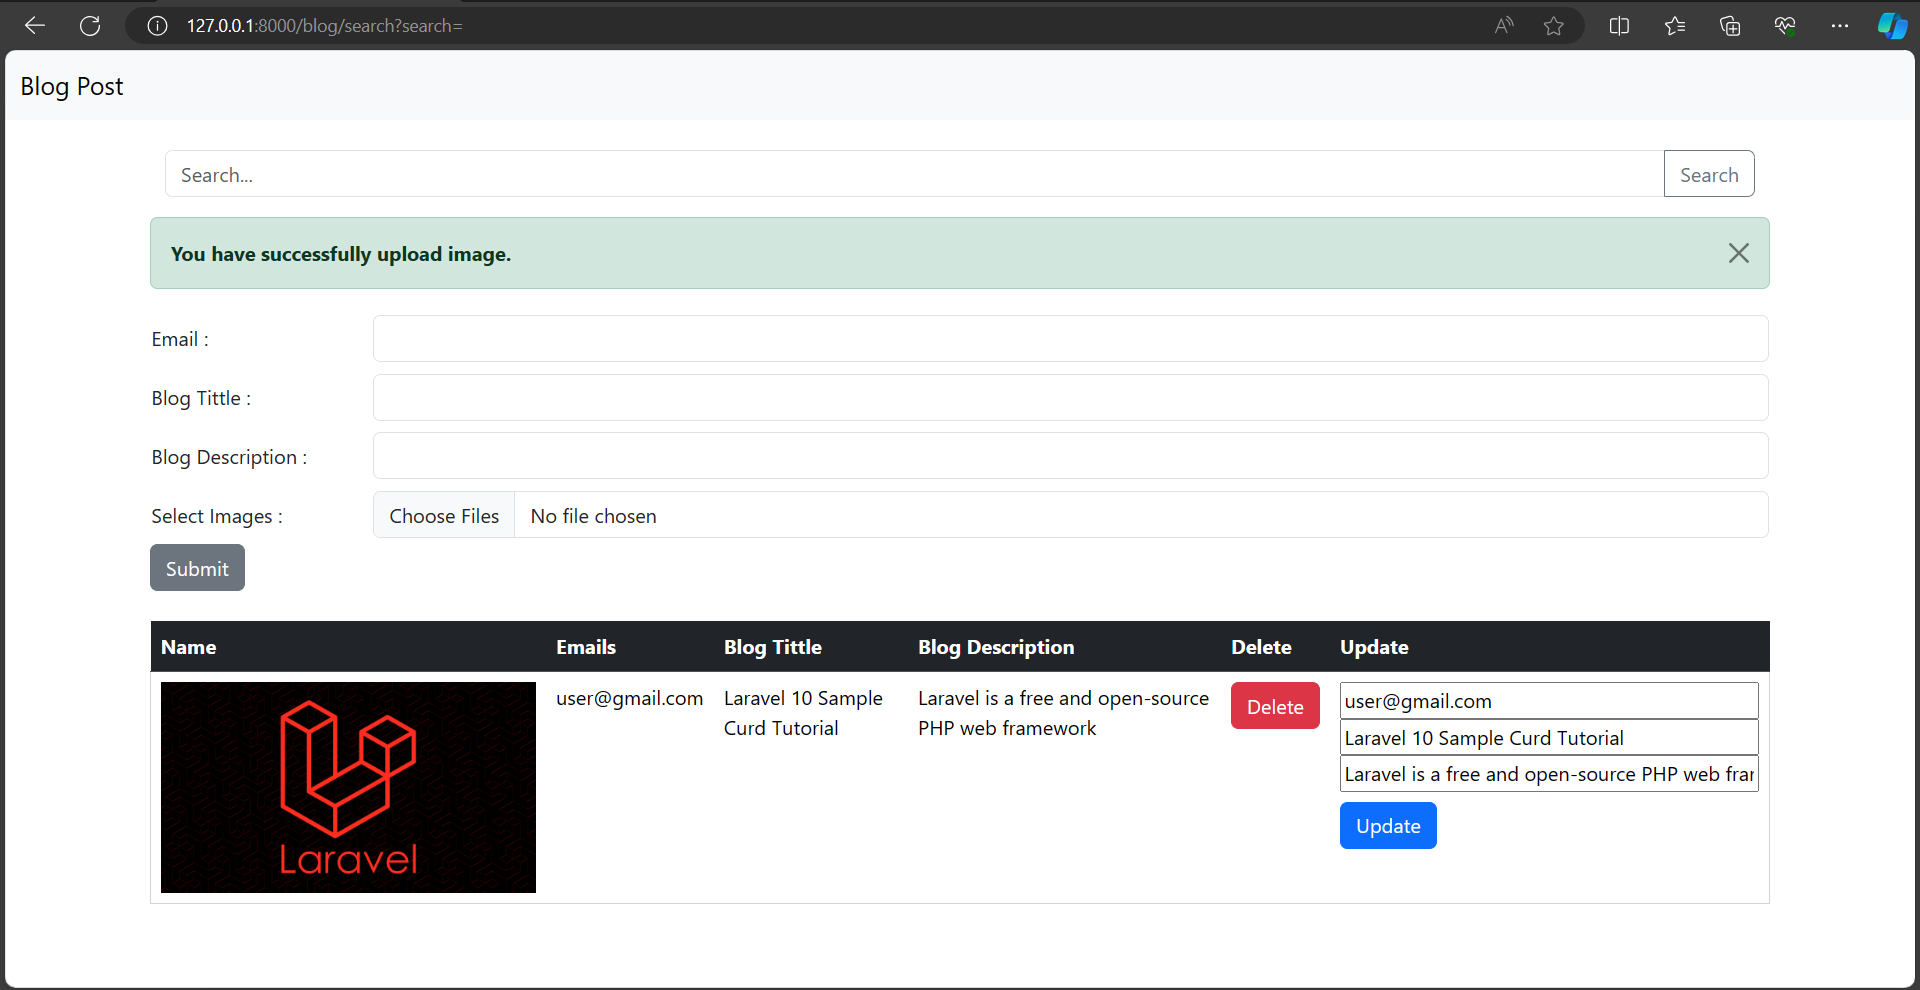 127.0.0.1:8000/blog/search?search=
Blog Post
Search...
Search
You have successfully upload image.
Email :
Blog Tittle :
Blog Description :
Select Images :
Choose Files
No file chosen
Submit
Name
Emails
Blog Tittle
Blog Description
Delete
Update
Laravel
user@gmail.com
Laravel 10 Sample
Curd Tutorial
Laravel is a free and open-source
PHP web framework
Delete
user@gmail.com
Laravel 10 Sample Curd Tutorial
Laravel is a free and open-source PHP web fra
Update